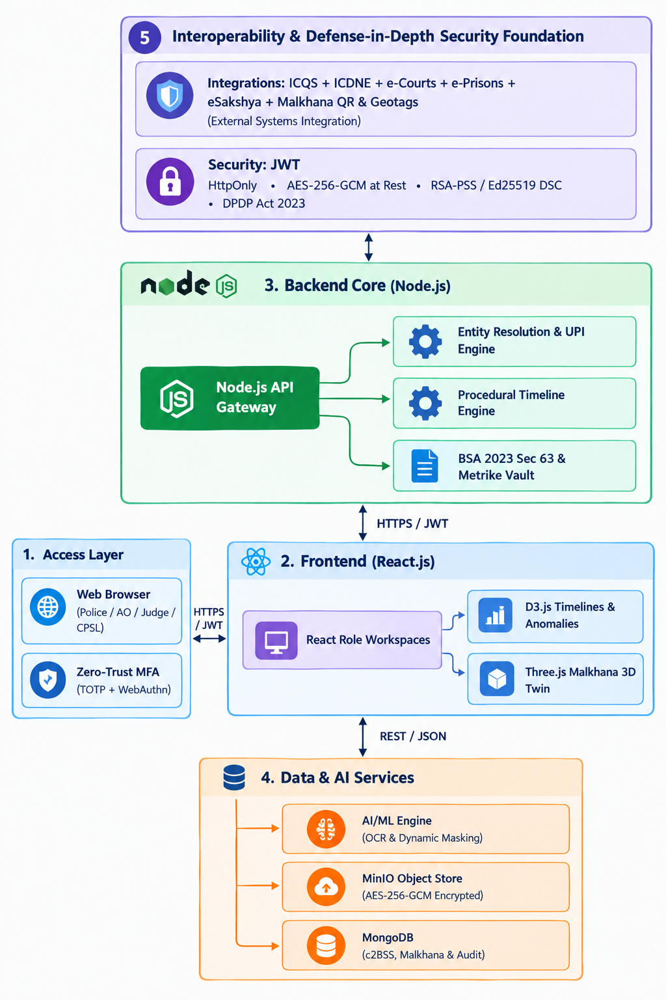 5 Interoperability & Defense-in-Depth Security Foundation
Integrations: ICQS + ICDNE + e-Courts + e-Prisons +
eSakshya + Malkhana QR & Geotags
(External Systems Integration)
Security: JWT
HttpOnly • AES-256-GCM at Rest • RSA-PSS / Ed25519 DSC
• DPDP Act 2023
node JS 3. Backend Core (Node.js)
Entity Resolution & UPI
Engine
JS Node.js API
Gateway
Procedural Timeline
Engine
BSA 2023 Sec 63 &
Metrike Vault
HTTPS / JWT
1. Access Layer
Web Browser
(Police / AO / Judge /
CPSL)
Zero-Trust MFA
(TOTP + WebAuthn)
HTTPS
/ JWT
2. Frontend (React.js)
React Role Workspaces
D3.js Timelines &
Anomalies
Three.js Malkhana 3D
Twin
REST / JSON
4. Data & AI Services
AI/ML Engine
(OCR & Dynamic Masking)
MinIO Object Store
(AES-256-GCM Encrypted)
MongoDB
(c2BSS, Malkhana & Audit)